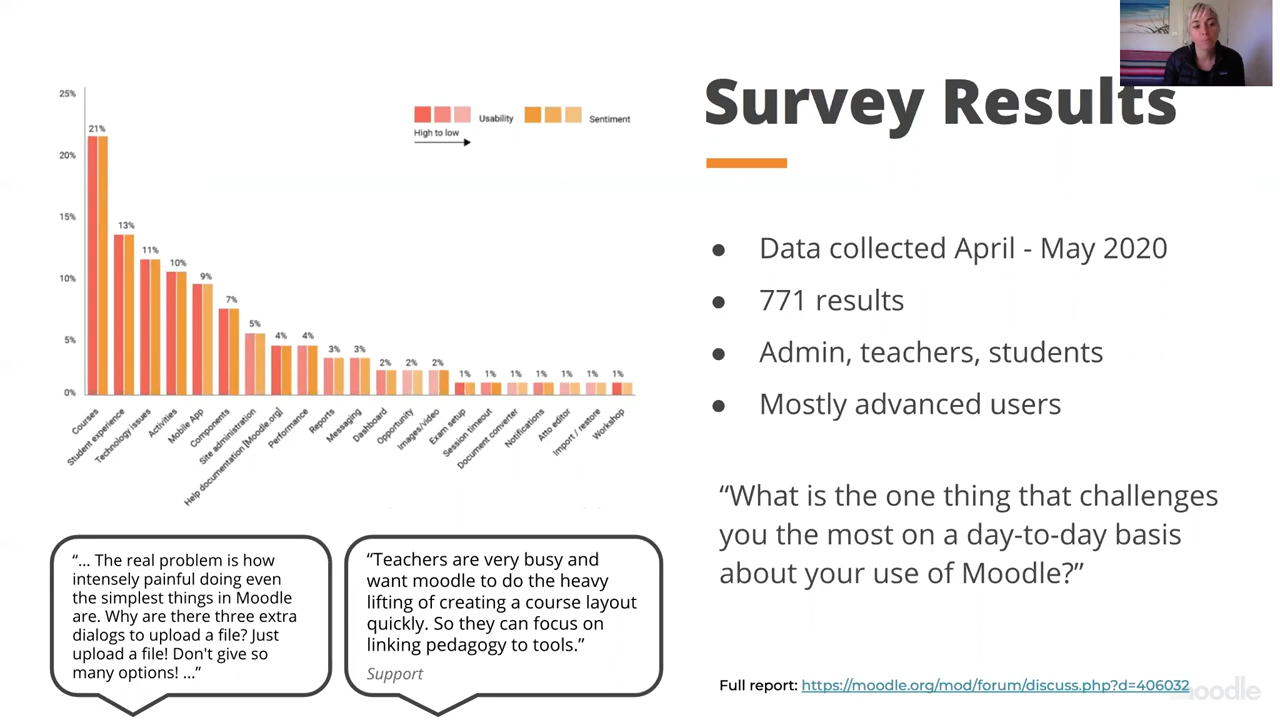 Survey Results
25%
20%
15%
10%
5%
0%
21%
13%
11%
10%
9%
7%
5%
4%
4%
3%
3%
2%
2%
2%
1%
1%
1%
1%
1%
1%
1%
Usability
Sentiment
High to low
Courses
Student experience
Technology issues
Activities
Mobile App
Components
Site administration
Help documentation [Moodle.org]
Performance
Reports
Messaging
Dashboard
Opportunity
Images/video
Exam setup
Session timeout
Document converter
Notifications
Atto editor
Import / restore
Workshop
● Data collected April - May 2020
● 771 results
● Admin, teachers, students
● Mostly advanced users
“What is the one thing that challenges
you the most on a day-to-day basis
about your use of Moodle?”
“... The real problem is how
intensely painful doing even
the simplest things in Moodle
are. Why are there three extra
dialogs to upload a file? Just
upload a file! Don't give so
many options! ...”
“Teachers are very busy and
want moodle to do the heavy
lifting of creating a course layout
quickly. So they can focus on
linking pedagogy to tools.”
Support
Full report: https://moodle.org/mod/forum/discuss.php?d=406032
moodle